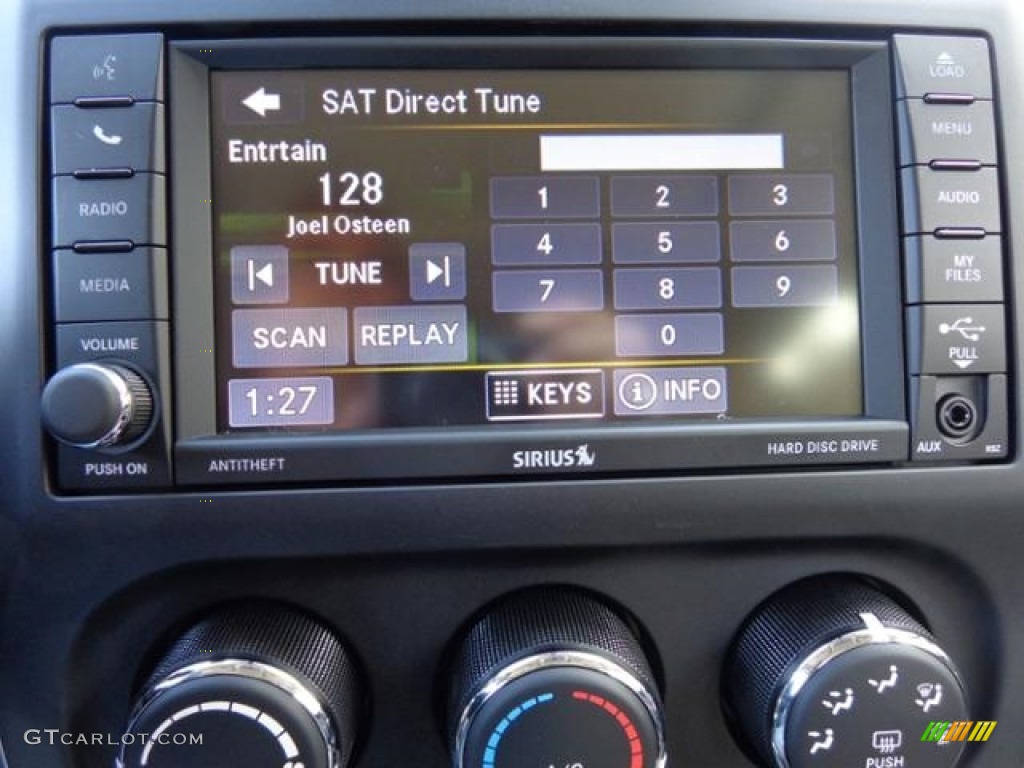 LOAD
SAT Direct Tune
MENU
Entrtain
128
1 2 3
RADIO
AUDIO
Joel Osteen
4 5 6
TUNE
MY
FILES
MEDIA
7 8 9
SCAN REPLAY
0
VOLUME
PULL
1:27
KEYS
INFO
AUX
PUSH ON
ANTITHEFT
SIRIUS
HARD DISC DRIVE
GTCARLOT.COM
PUSH